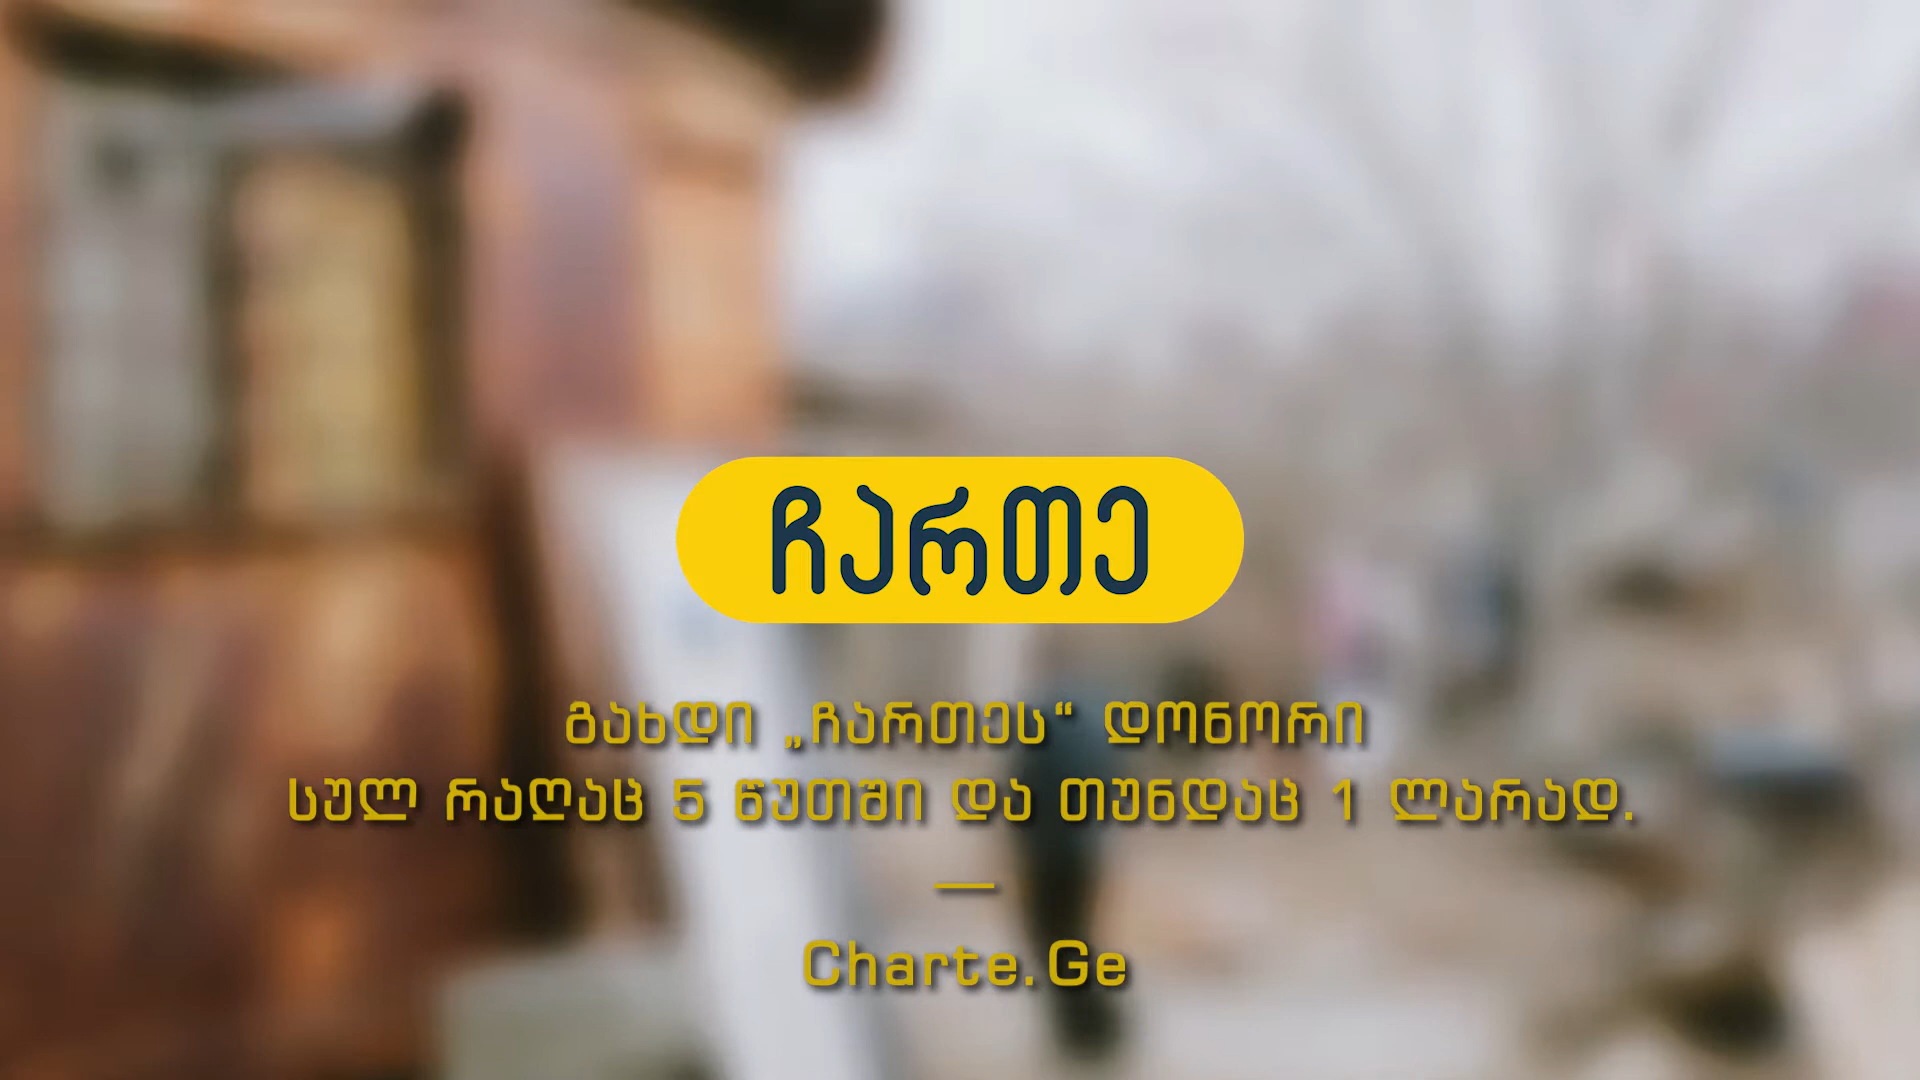 ჩართე
გახდი „ჩართეს“ დონორი
სულ რაღაც 5 წუთში და თუნდაც 1 ლარად.
—
Charte.Ge